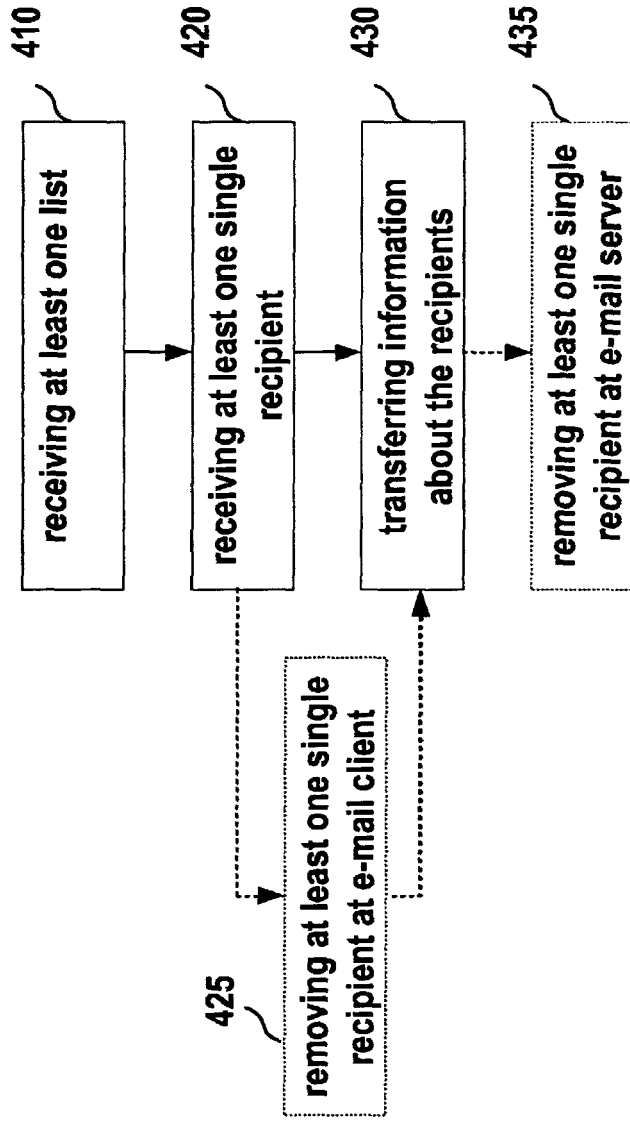 receiving at least one list
410
receiving at least one single
recipient
420
425
removing at least one single
recipient at e-mail client
transferring information
about the recipients
430
removing at least one single
recipient at e-mail server
435